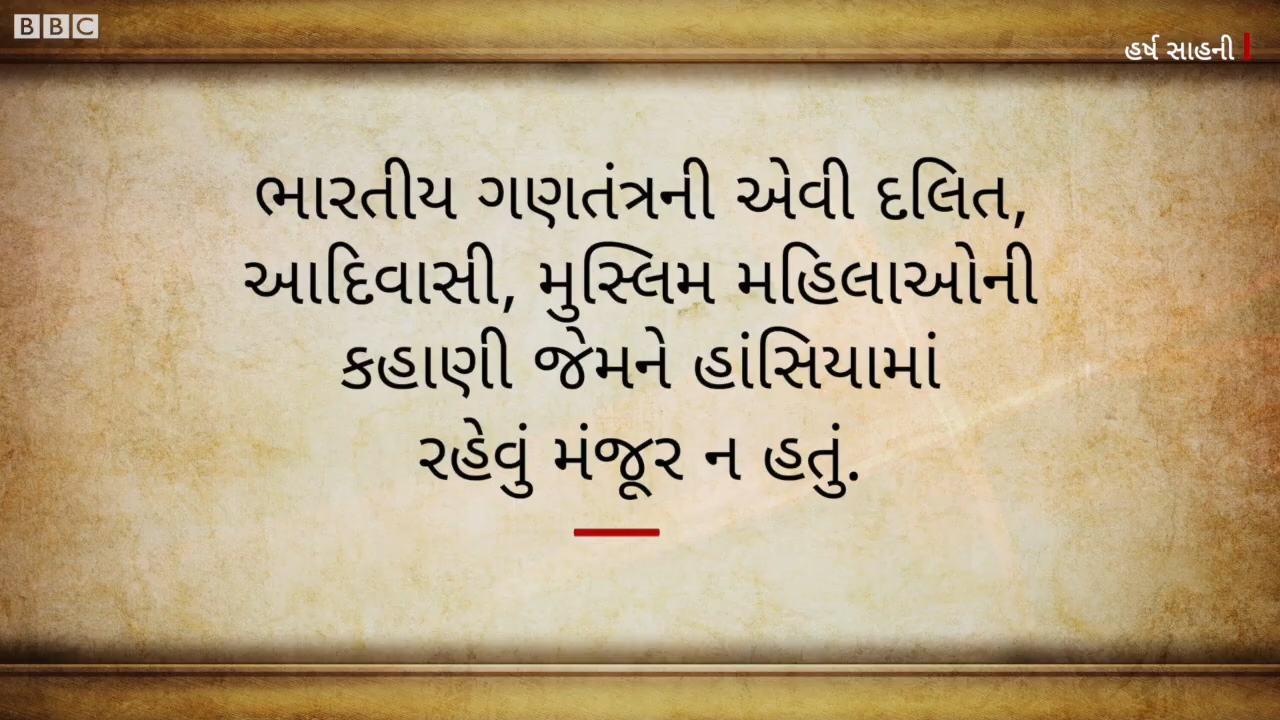 BBC
હર્ષ સાહની
ભારતીય ગણતંત્રની એવી દલિત,
આદિવાસી, મુસ્લિમ મહિલાઓની
કહાણી જેમને હાંસિયામાં
રહેવું મંજૂર ન હતું.